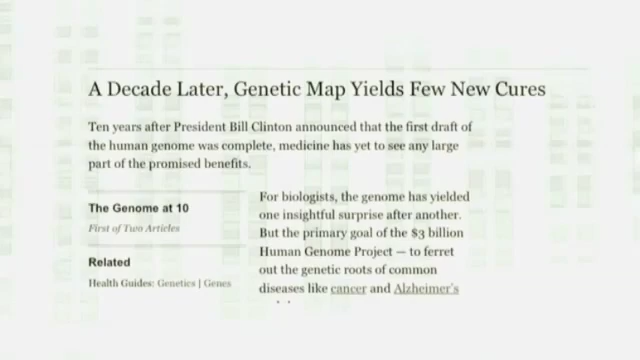 A Decade Later, Genetic Map Yields Few New Cures
Ten years after President Bill Clinton announced that the first draft of
the human genome was complete, medicine has yet to see any large
part of the promised benefits.
The Genome at 10
First of Two Articles
Related
Health Guides: Genetics | Genes
For biologists, the genome has yielded
one insightful surprise after another.
But the primary goal of the $3 billion
Human Genome Project — to ferret
out the genetic roots of common
diseases like cancer and Alzheimer's